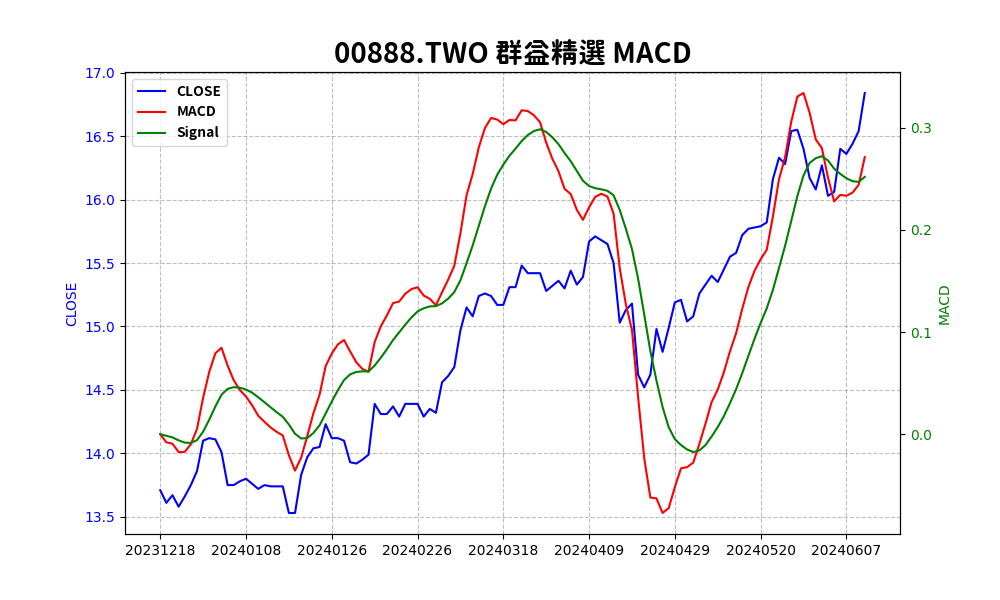 00888.TWO 群益精選 MACD
CLOSE
MACD
Signal
17.0
16.5
16.0
15.5
15.0
14.5
14.0
13.5
CLOSE
0.3
0.2
0.1
0.0
MACD
20231218 20240108 20240126 20240226 20240318 20240409 20240429 20240520 20240607